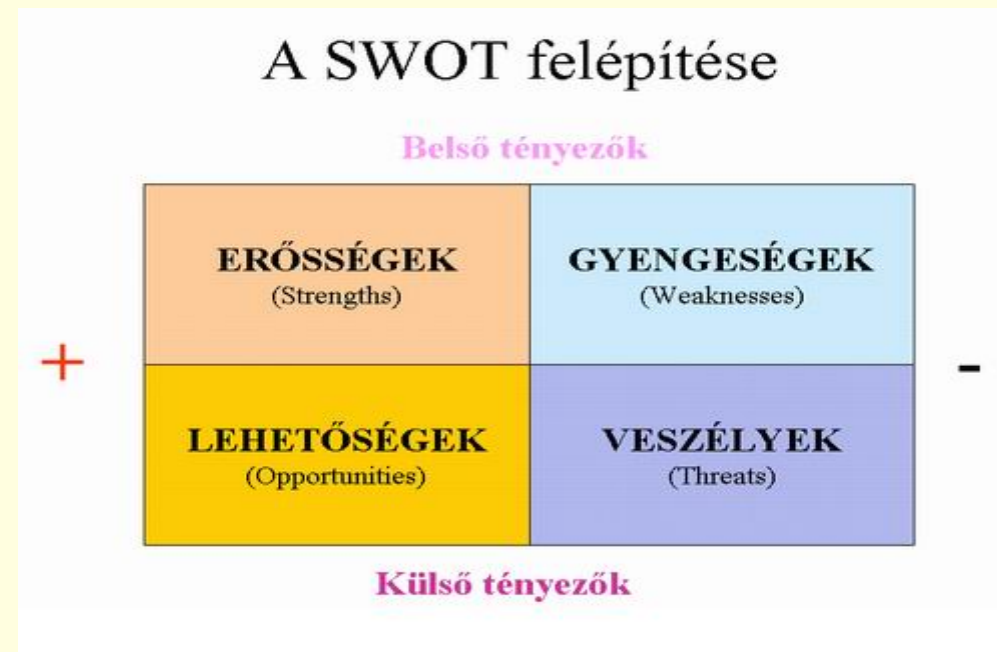 A SWOT felépítése
Belső tényezők
ERŐSSÉGEK
(Strengths)
GYENGESÉGEK
(Weaknesses)
+
-
LEHETŐSÉGEK
(Opportunities)
VESZÉLYEK
(Threats)
Külső tényezők